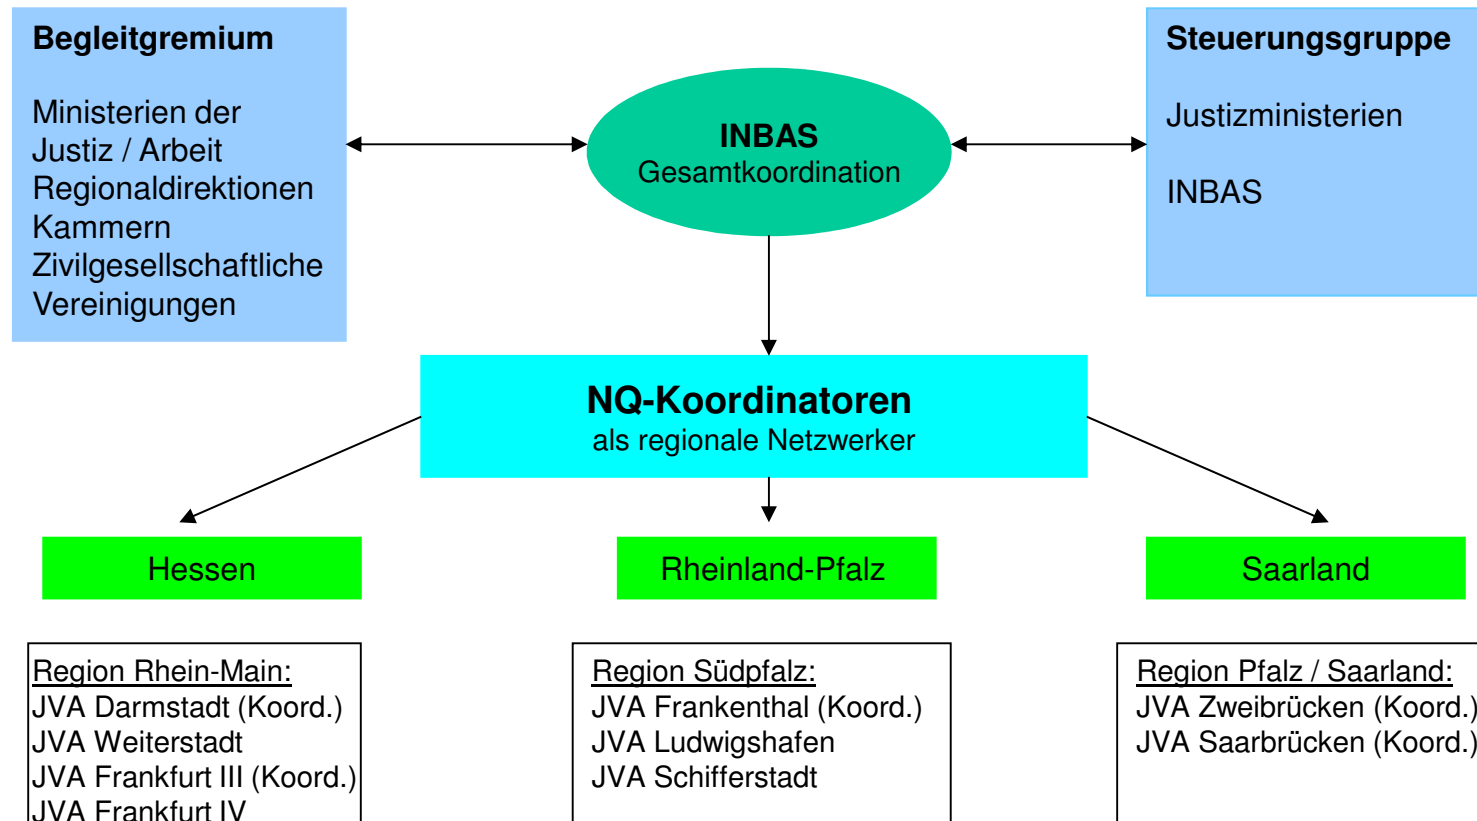 Begleitgremium
Ministerien der
Justiz / Arbeit
Regionaldirektionen
Kammern
Zivilgesellschaftliche
Vereinigungen
INBAS
Gesamtkoordination
Steuerungsgruppe
Justizministerien
INBAS
NQ-Koordinatoren
als regionale Netzwerker
Hessen
Rheinland-Pfalz
Saarland
Region Rhein-Main:
JVA Darmstadt (Koord.)
JVA Weiterstadt
JVA Frankfurt III (Koord.)
JVA Frankfurt IV
Region Südpfalz:
JVA Frankenthal (Koord.)
JVA Ludwigshafen
JVA Schifferstadt
Region Pfalz / Saarland:
JVA Zweibrücken (Koord.)
JVA Saarbrücken (Koord.)